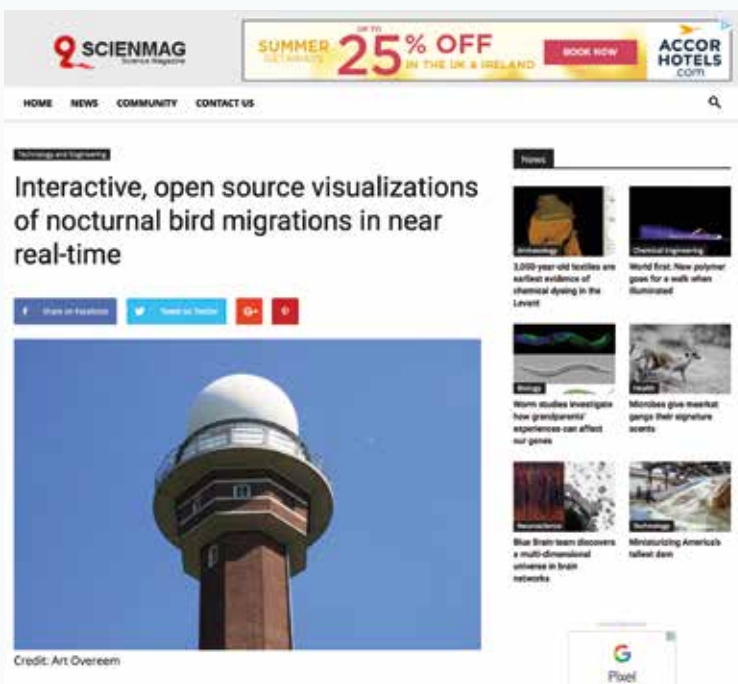 SCIENMAG
Science Magazine
UP TO
SUMMER
GETAWAYS
25% OFF
IN THE UK & IRELAND
BOOK NOW
ACCOR
HOTELS
.com
HOME NEWS COMMUNITY CONTACT US
Technology and Engineering
Interactive, open source visualizations
of nocturnal bird migrations in near
real-time
Share on Facebook
Tweet on Twitter
G+
Credit: Art Overeem
News
Archaeology
3,000-year-old textiles are
earliest evidence of
chemical dyeing in the
Levant
Chemical Engineering
World first: New polymer
goes for a walk when
illuminated
Biology
Worm studies investigate
how grandparents'
experiences can affect
our genes
Health
Microbes give meerkat
gangs their signature
scents
Neuroscience
Blue Brain team discovers
a multi-dimensional
universe in brain
networks
Technology
Miniaturizing America's
tallest dam
G
Pixel